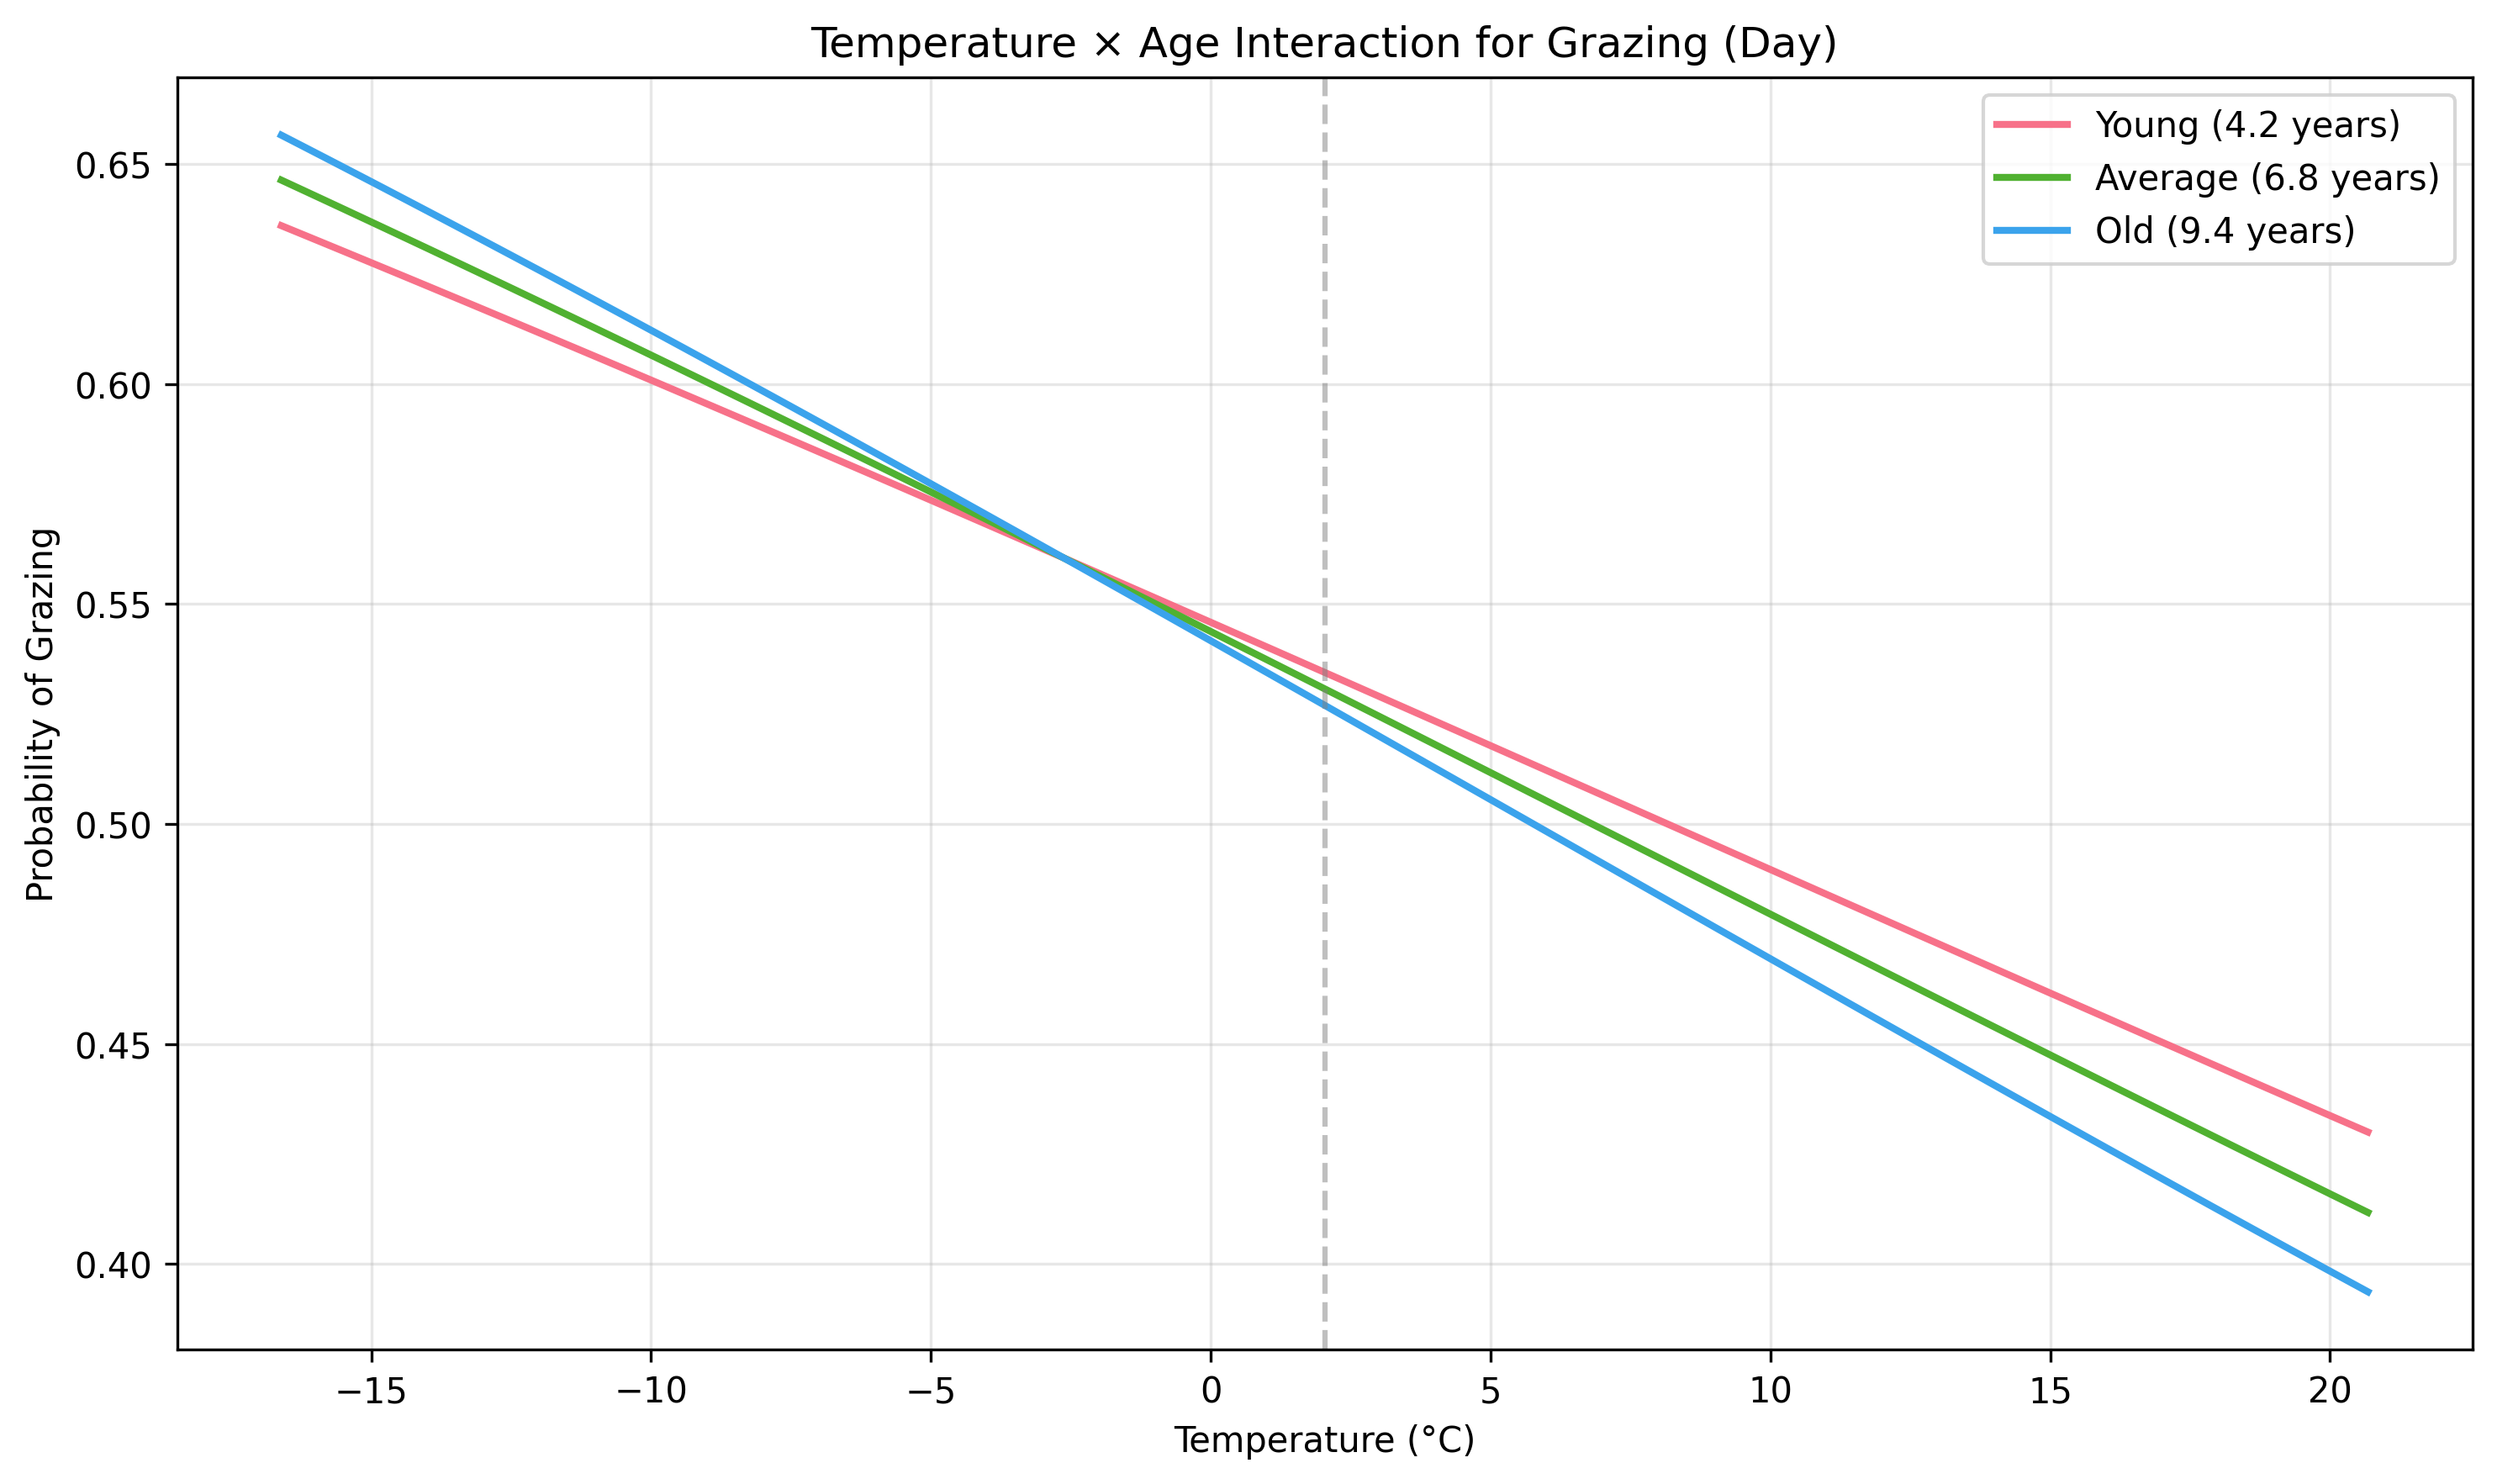 Temperature × Age Interaction for Grazing (Day)
Young (4.2 years)
Average (6.8 years)
Old (9.4 years)
Probability of Grazing
0.65
0.60
0.55
0.50
0.45
0.40
−15 −10 −5 0 5 10 15 20
Temperature (°C)